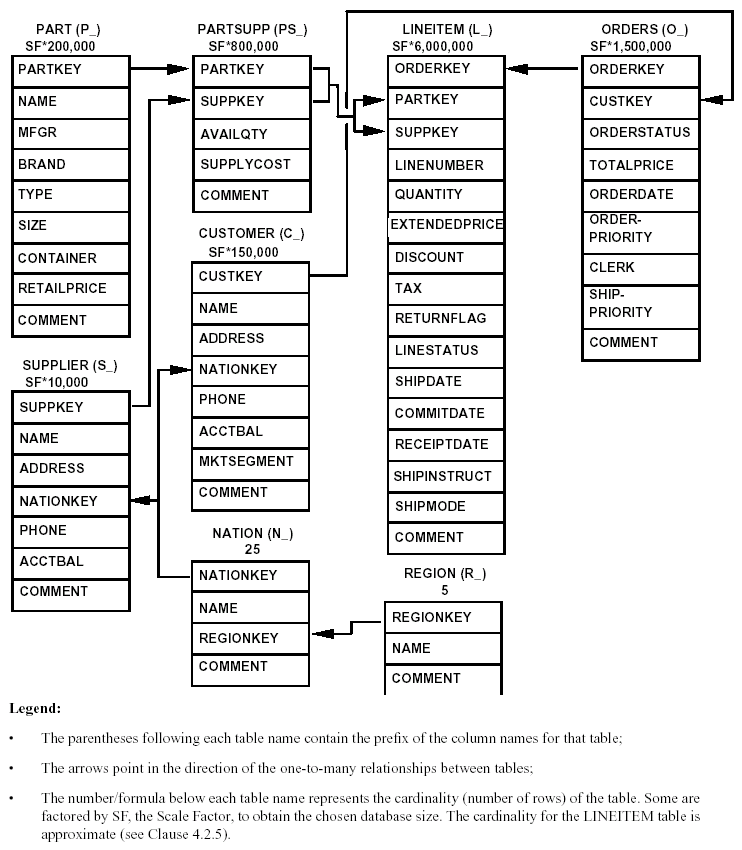 PART (P_)
SF*200,000
PARTKEY
NAME
MFGR
BRAND
TYPE
SIZE
CONTAINER
RETAILPRICE
COMMENT
SUPPLIER (S_)
SF*10,000
SUPPKEY
NAME
ADDRESS
NATIONKEY
PHONE
ACCTBAL
COMMENT
PARTSUPP (PS_)
SF*800,000
PARTKEY
SUPPKEY
AVAILQTY
SUPPLYCOST
COMMENT
CUSTOMER (C_)
SF*150,000
CUSTKEY
NAME
ADDRESS
NATIONKEY
PHONE
ACCTBAL
MKTSEGMENT
COMMENT
NATION (N_)
25
NATIONKEY
NAME
REGIONKEY
COMMENT
LINEITEM (L_)
SF*6,000,000
ORDERKEY
PARTKEY
SUPPKEY
LINENUMBER
QUANTITY
EXTENDEDPRICE
DISCOUNT
TAX
RETURNFLAG
LINESTATUS
SHIPDATE
COMMITDATE
RECEIPTDATE
SHIPINSTRUCT
SHIPMODE
COMMENT
REGION (R_)
5
REGIONKEY
NAME
COMMENT
ORDERS (O_)
SF*1,500,000
ORDERKEY
CUSTKEY
ORDERSTATUS
TOTALPRICE
ORDERDATE
ORDER-
PRIORITY
CLERK
SHIP-
PRIORITY
COMMENT
Legend:
• The parentheses following each table name contain the prefix of the column names for that table;
• The arrows point in the direction of the one-to-many relationships between tables;
• The number/formula below each table name represents the cardinality (number of rows) of the table. Some are
factored by SF, the Scale Factor, to obtain the chosen database size. The cardinality for the LINEITEM table is
approximate (see Clause 4.2.5).